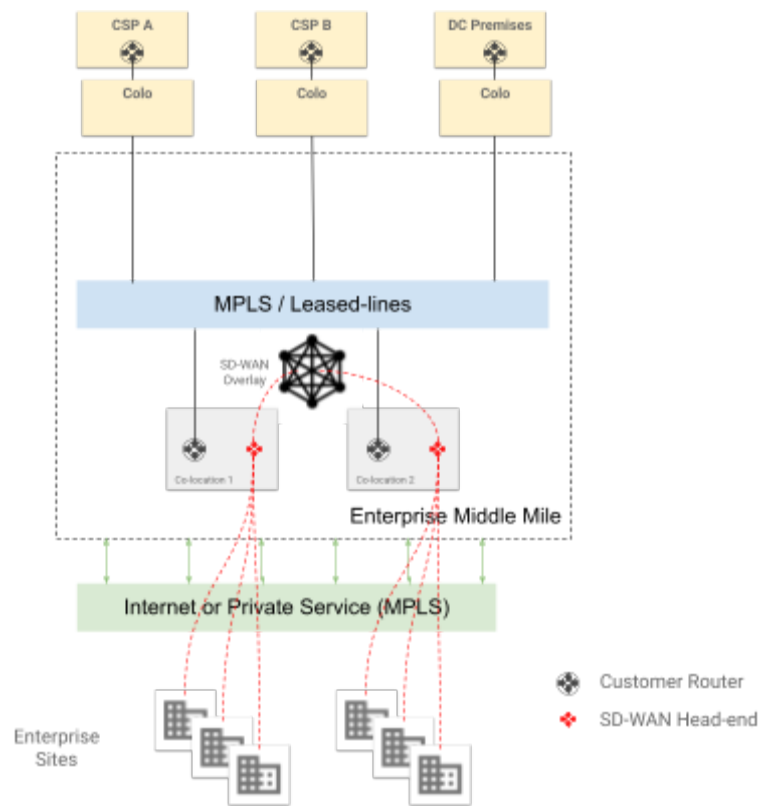 CSP A
CSP B
DC Premises
Colo
Colo
Colo
MPLS / Leased-lines
SD-WAN
Overlay
Co-location 1
Co-location 2
Enterprise Middle Mile
Internet or Private Service (MPLS)
Customer Router
SD-WAN Head-end
Enterprise
Sites